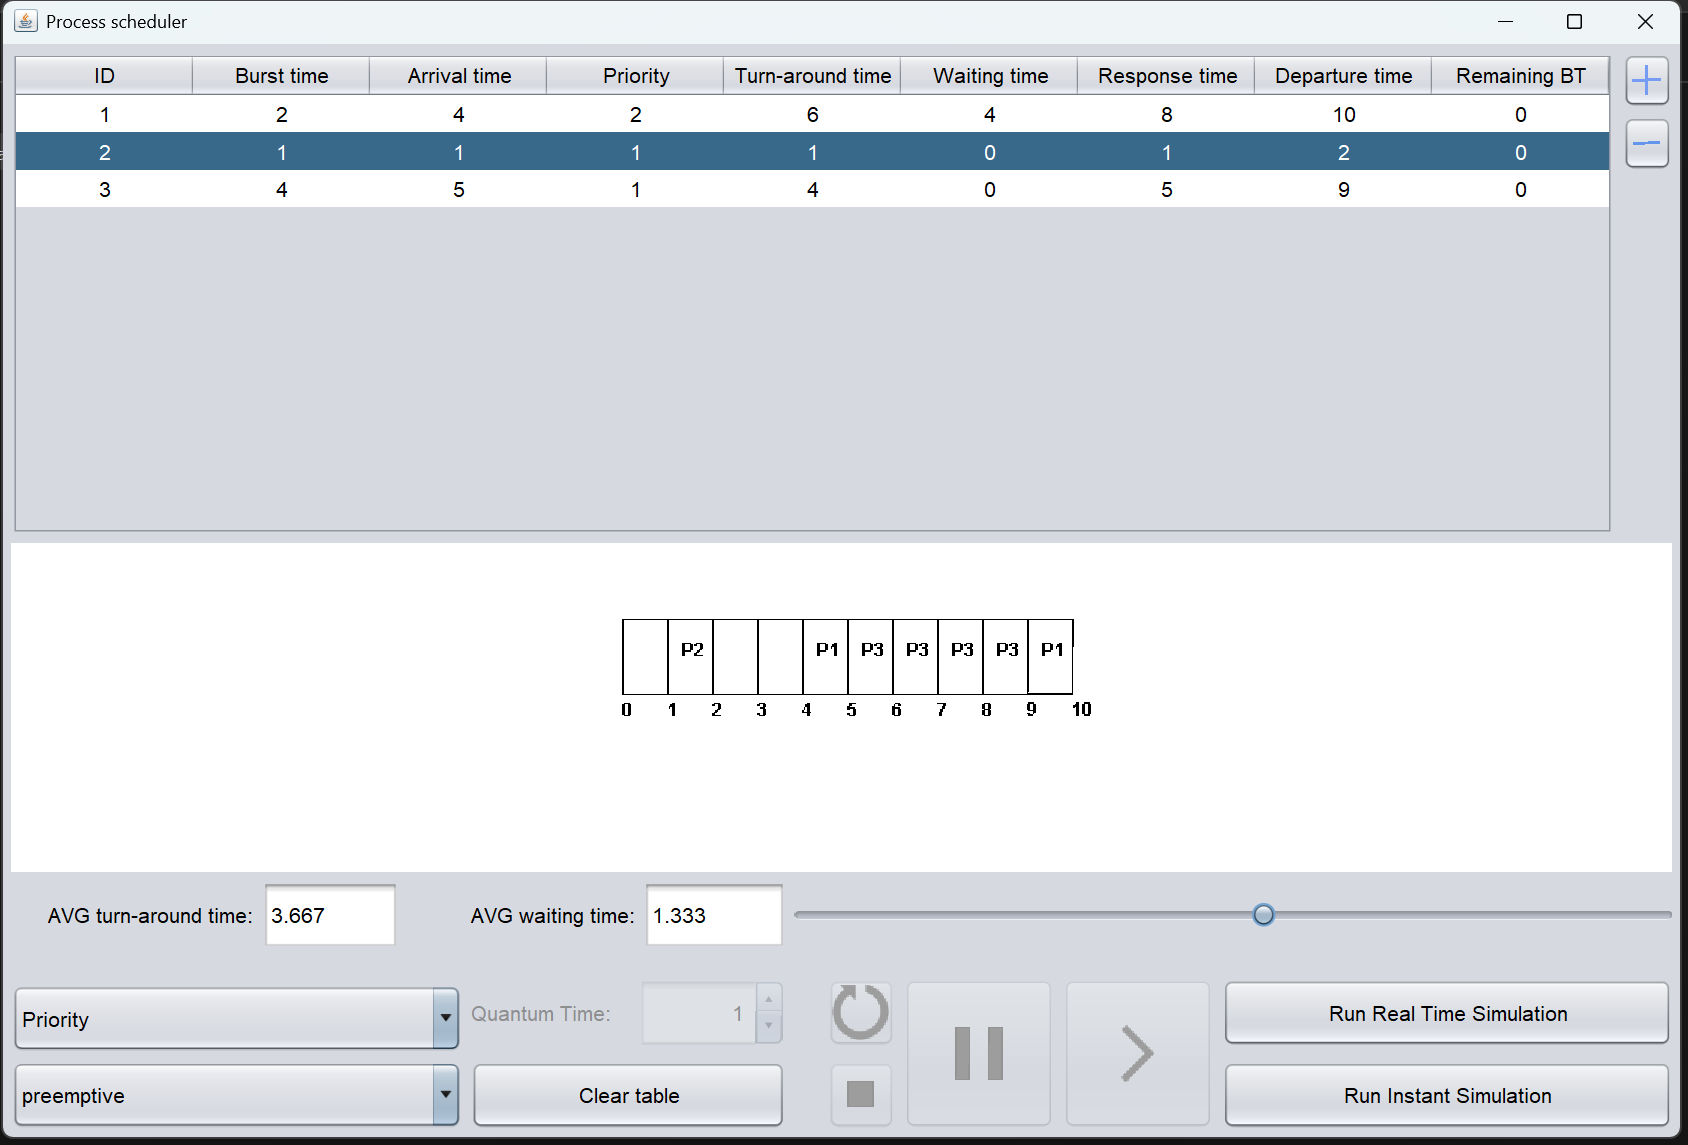 Process scheduler
ID Burst time Arrival time Priority Turn-around time Waiting time Response time Departure time Remaining BT
1 2 4 2 6 4 8 10 0
2 1 1 1 1 0 1 2 0
3 4 5 1 4 0 5 9 0
P2 P1 P3 P3 P3 P3 P1
0 1 2 3 4 5 6 7 8 9 10
AVG turn-around time: 3.667 AVG waiting time: 1.333
Priority Quantum Time: 1 Run Real Time Simulation
preemptive Clear table Run Instant Simulation